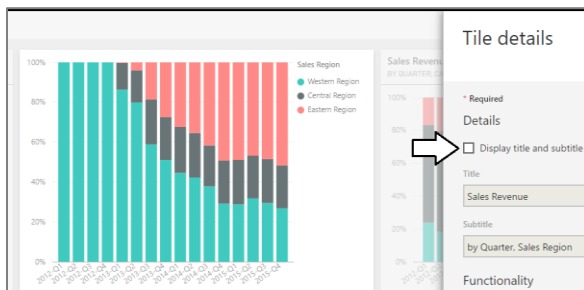 Tile details
* Required
Details
Display title and subtitle
Title
Sales Revenue
Subtitle
by Quarter. Sales Region
Functionality
Sales Region
Western Region
Central Region
Eastern Region
100%
80%
60%
40%
20%
0%
2012-Q1
2012-Q2
2012-Q3
2012-Q4
2013-Q1
2013-Q2
2013-Q3
2013-Q4
2014-Q1
2014-Q2
2014-Q3
2014-Q4
2015-Q1
2015-Q2
2015-Q3
2015-Q4
Sales Revenu
BY QUARTER, CA
100%
80%
60%
40%
20%
0%